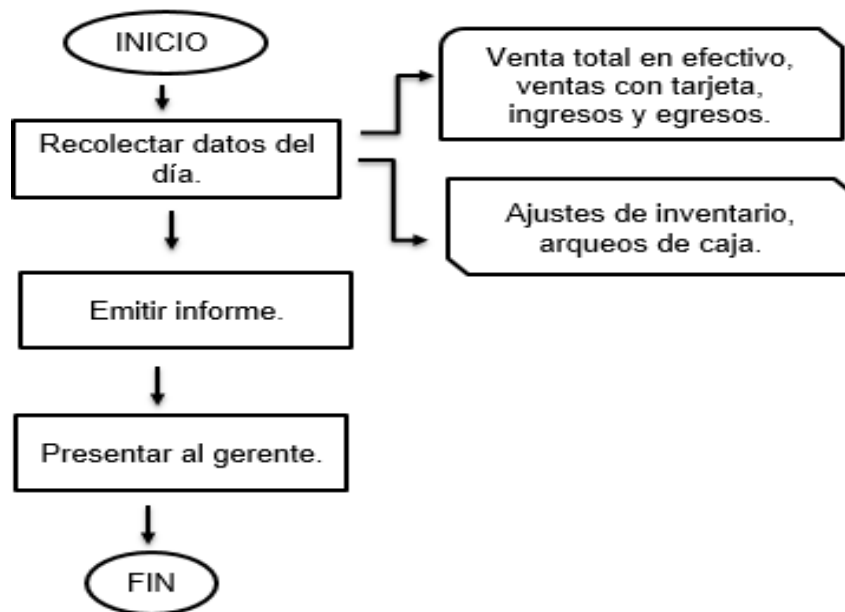 INICIO
Venta total en efectivo,
ventas con tarjeta,
ingresos y egresos.
Recolectar datos del
día.
Ajustes de inventario,
arqueos de caja.
Emitir informe.
Presentar al gerente.
FIN